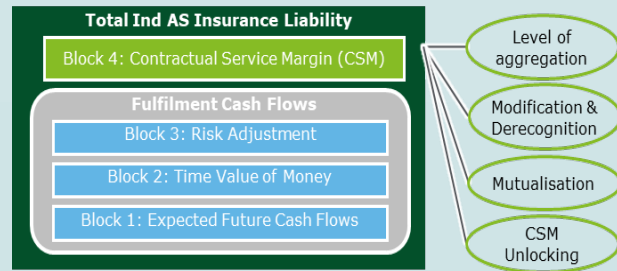 Total Ind AS Insurance Liability
Block 4: Contractual Service Margin (CSM)
Fulfilment Cash Flows
Block 3: Risk Adjustment
Block 2: Time Value of Money
Block 1: Expected Future Cash Flows
Level of
aggregation
Modification &
Derecognition
Mutualisation
CSM
Unlocking